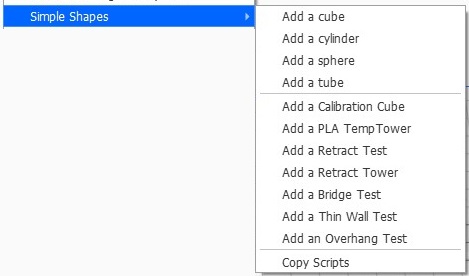 Simple Shapes
Add a cube
Add a cylinder
Add a sphere
Add a tube
Add a Calibration Cube
Add a PLA TempTower
Add a Retract Test
Add a Retract Tower
Add a Bridge Test
Add a Thin Wall Test
Add an Overhang Test
Copy Scripts